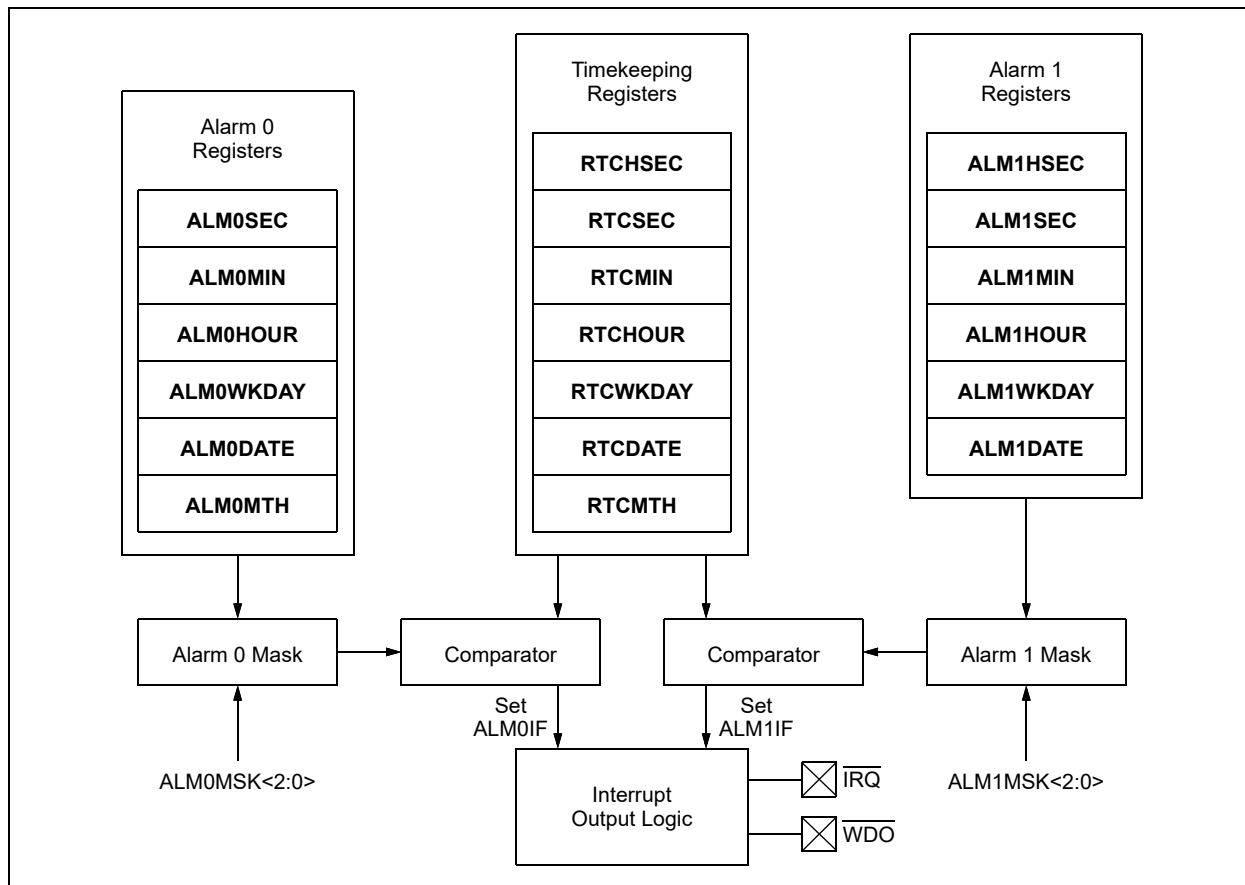 Alarm 0
Registers
ALM0SEC
ALM0MIN
ALM0HOUR
ALM0WKDAY
ALM0DATE
ALM0MTH
Timekeeping
Registers
RTCHSEC
RTCSEC
RTCMIN
RTCHOUR
RTCWKDAY
RTCDATE
RTCMTH
Alarm 1
Registers
ALM1HSEC
ALM1SEC
ALM1MIN
ALM1HOUR
ALM1WKDAY
ALM1DATE
Alarm 0 Mask
Comparator
Comparator
Alarm 1 Mask
Set
ALM0IF
Set
ALM1IF
ALM0MSK<2:0>
Interrupt
Output Logic
IRQ
WDO
ALM1MSK<2:0>